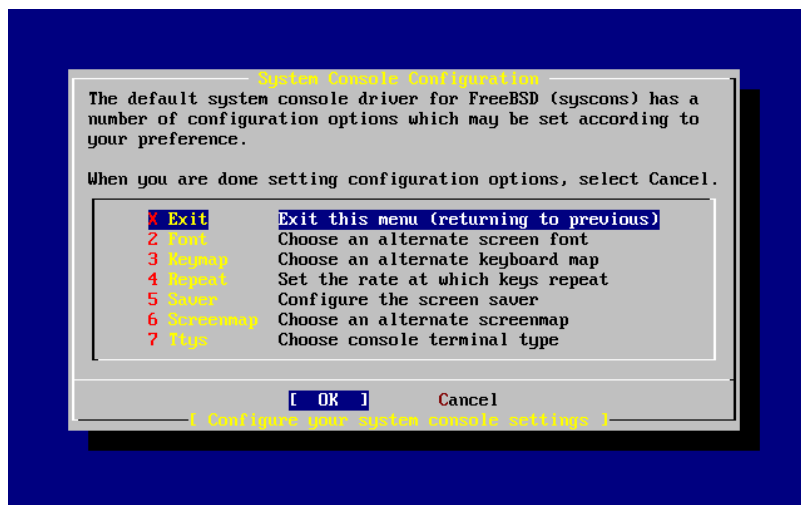 System Console Configuration
The default system console driver for FreeBSD (syscons) has a
number of configuration options which may be set according to
your preference.
When you are done setting configuration options, select Cancel.
X Exit Exit this menu (returning to previous)
2 Font Choose an alternate screen font
3 Keymap Choose an alternate keyboard map
4 Repeat Set the rate at which keys repeat
5 Saver Configure the screen saver
6 Screenmap Choose an alternate screenmap
7 Ttys Choose console terminal type
[ OK ] Cancel
[ Configure your system console settings ]